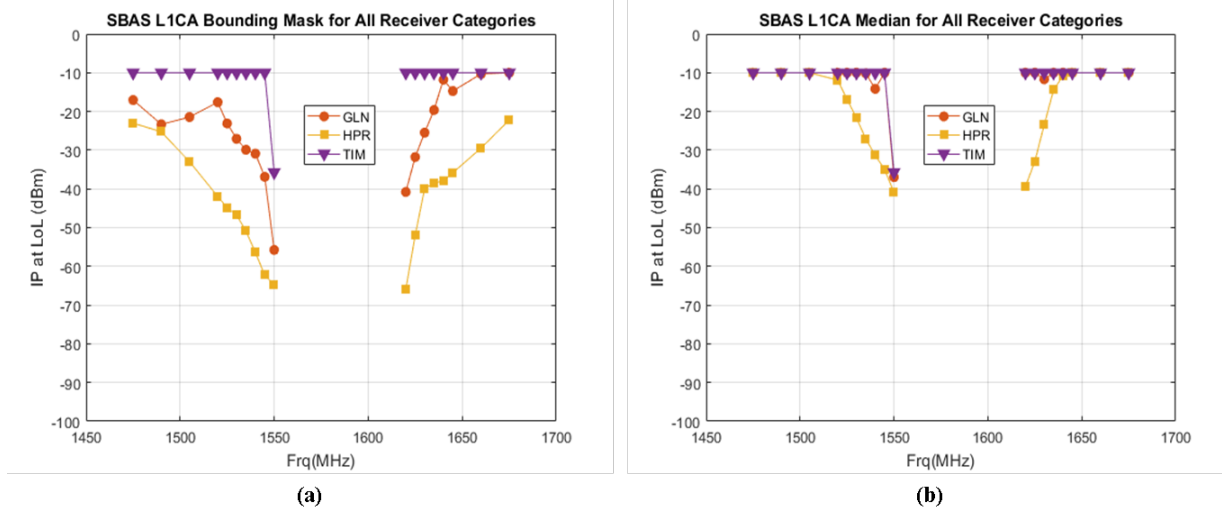 SBAS L1CA Bounding Mask for All Receiver Categories
0
-10
-20
-30
-40
-50
-60
-70
-80
-90
-100
IP at LoL (dBm)
GLN
HPR
TIM
1450
1500
1550
1600
1650
1700
Frq(MHz)
(a)
SBAS L1CA Median for All Receiver Categories
0
-10
-20
-30
-40
-50
-60
-70
-80
-90
-100
IP at LoL (dBm)
GLN
HPR
TIM
1450
1500
1550
1600
1650
1700
Frq(MHz)
(b)